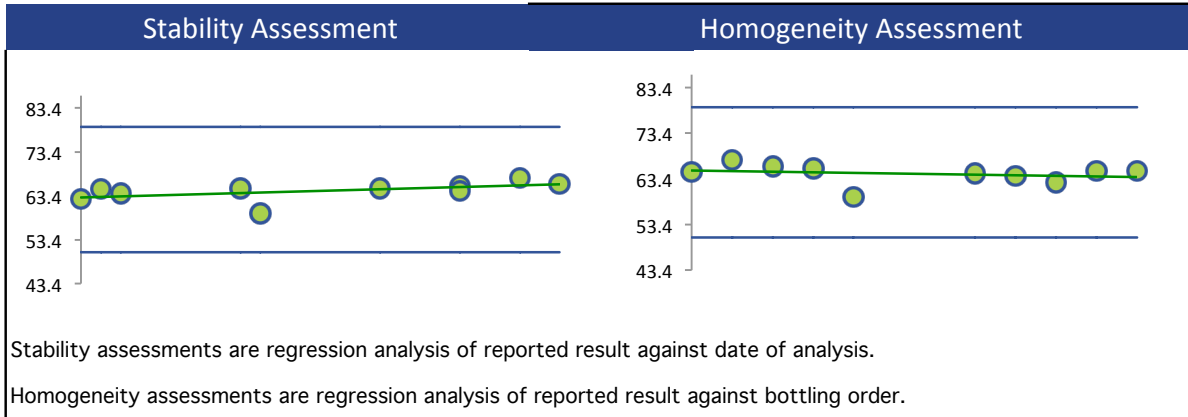 Stability Assessment
Homogeneity Assessment
83.4
73.4
63.4
53.4
43.4
83.4
73.4
63.4
53.4
43.4
Stability assessments are regression analysis of reported result against date of analysis.
Homogeneity assessments are regression analysis of reported result against bottling order.